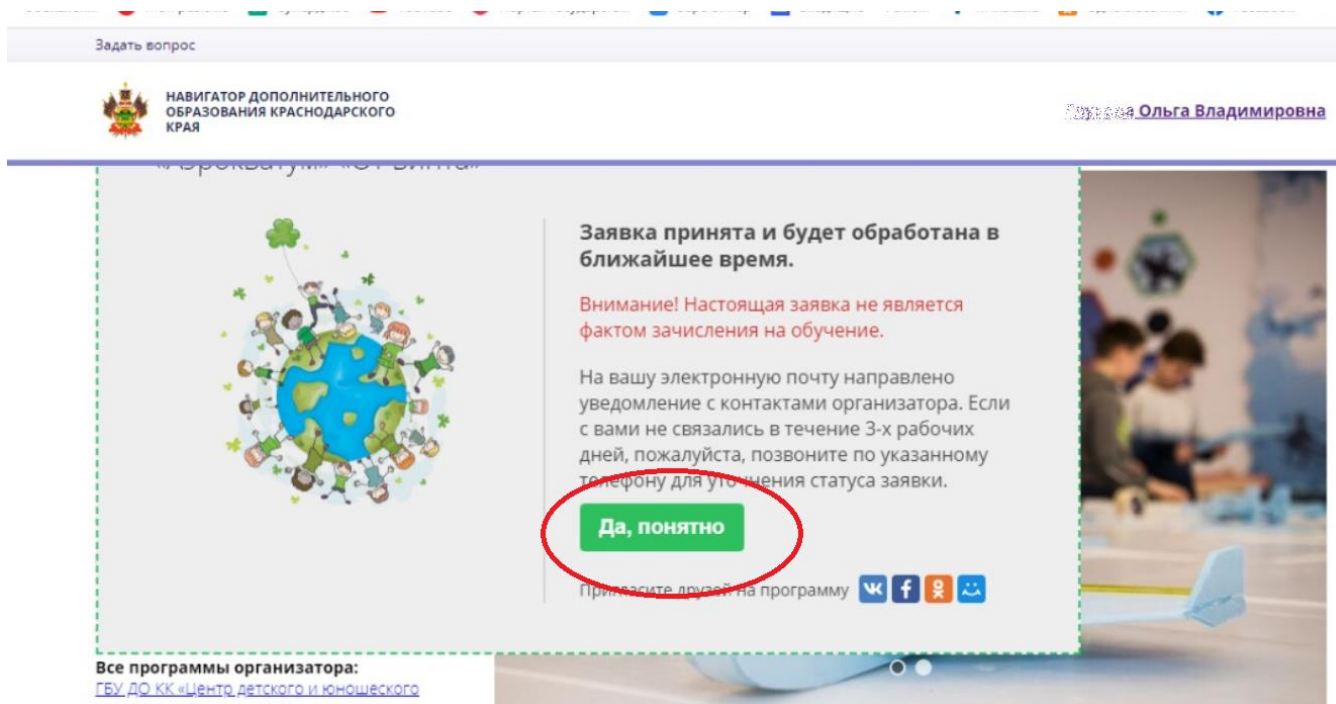 Задать вопрос
НАВИГАТОР ДОПОЛНИТЕЛЬНОГО
ОБРАЗОВАНИЯ КРАСНОДАРСКОГО
КРАЯ
Ольга Владимировна
Заявка принята и будет обработана в
ближайшее время.
Внимание! Настоящая заявка не является
фактом зачисления на обучение.
На вашу электронную почту направлено
уведомление с контактами организатора. Если
с вами не связались в течение 3-х рабочих
дней, пожалуйста, позвоните по указанному
телефону для уточнения статуса заявки.
Да, понятно
Пригласите друзей на программу
Все программы организатора:
ГБУ ДО КК «Центр детского и юношеского